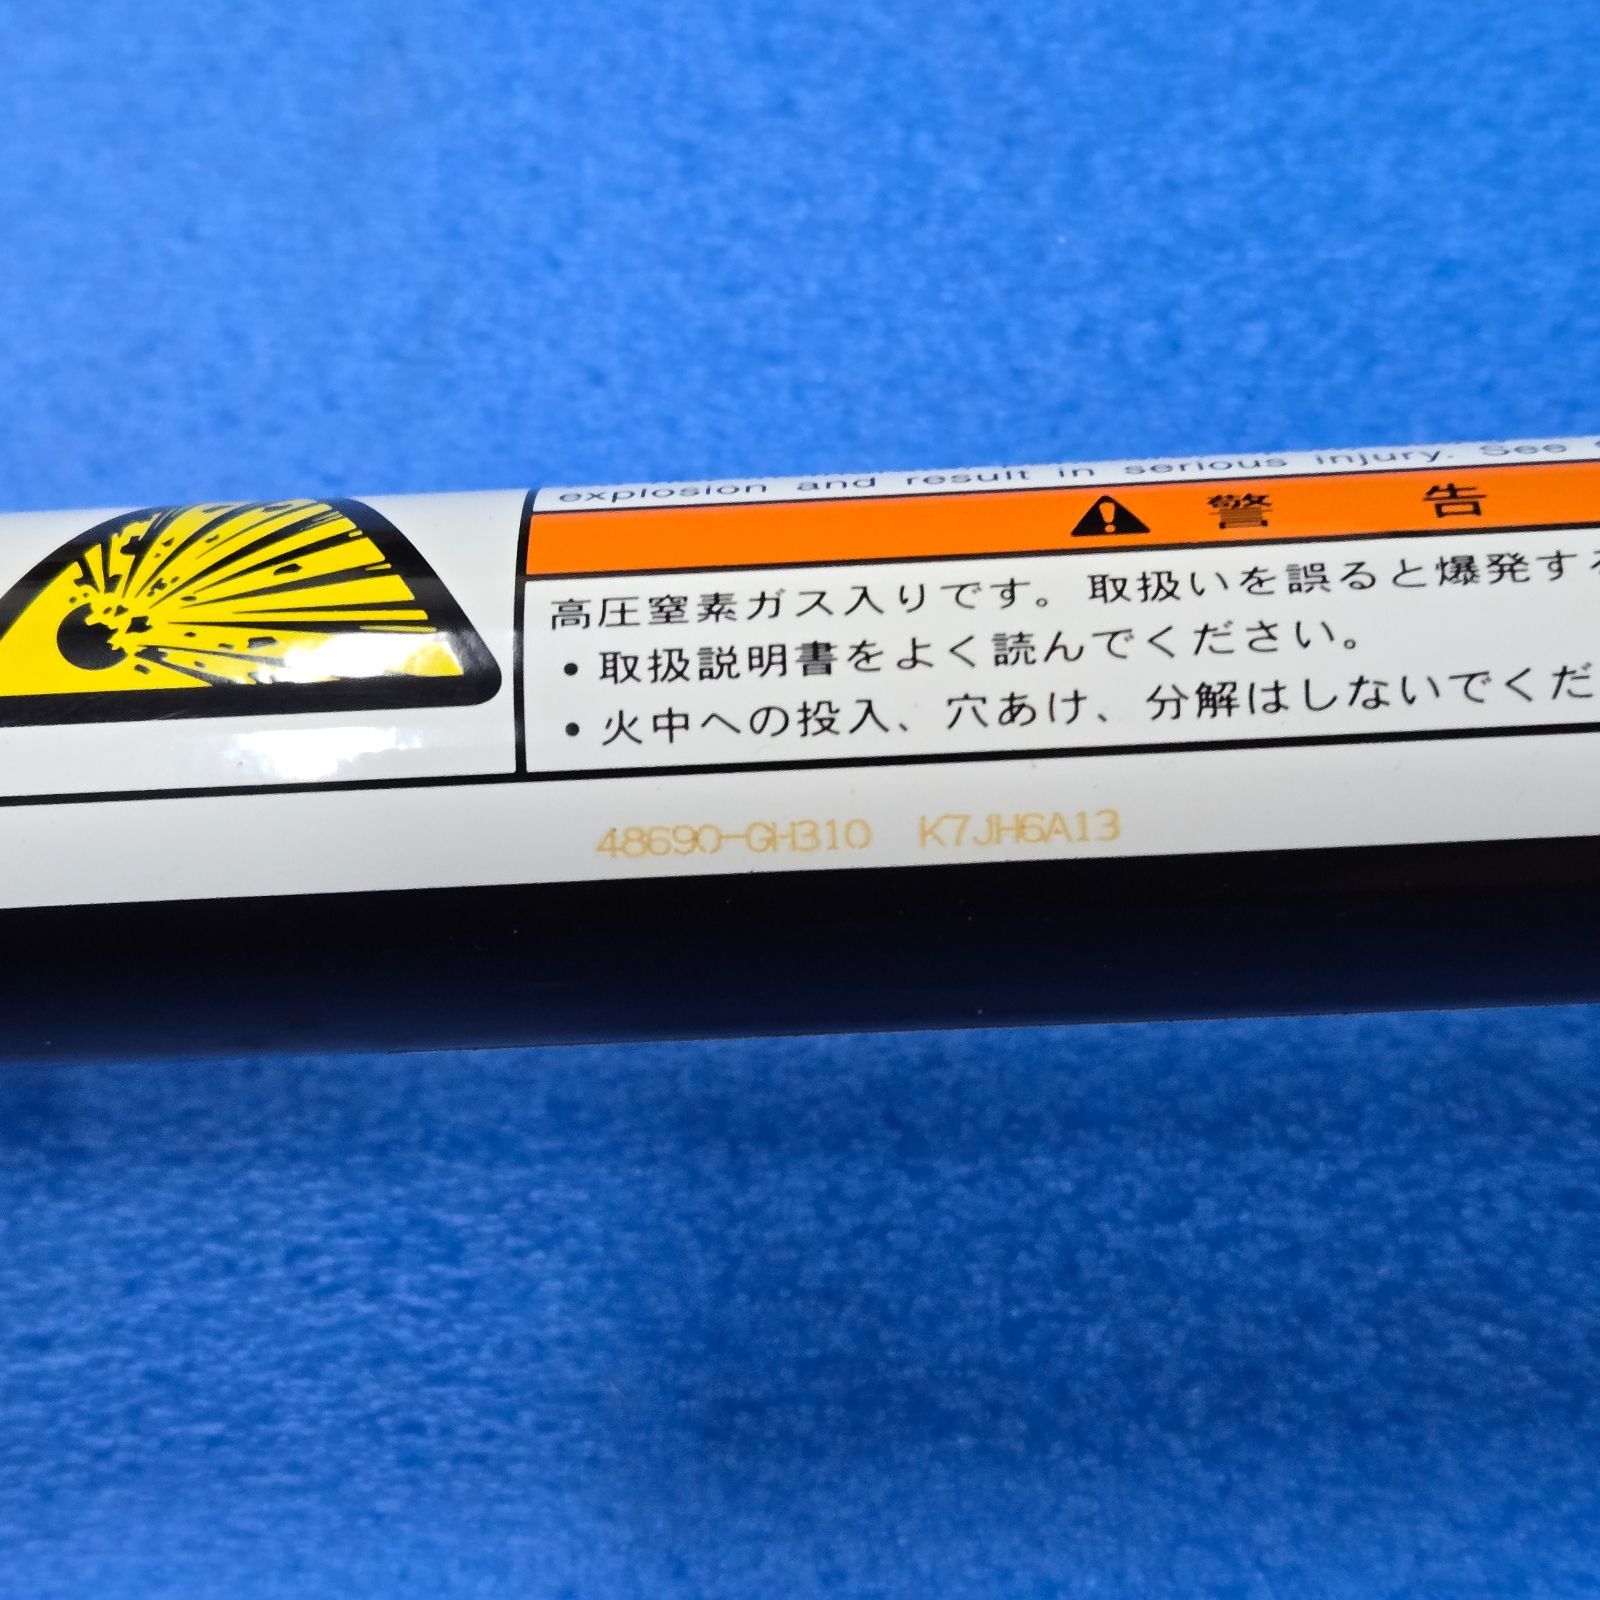 explosion and result in serious injury. See
警告
高圧窒素ガス入りです。取扱いを誤ると爆発する
• 取扱説明書をよく読んでください。
• 火中への投入、穴あけ、分解はしないでくだ
48690-GH310 K7JH6A13